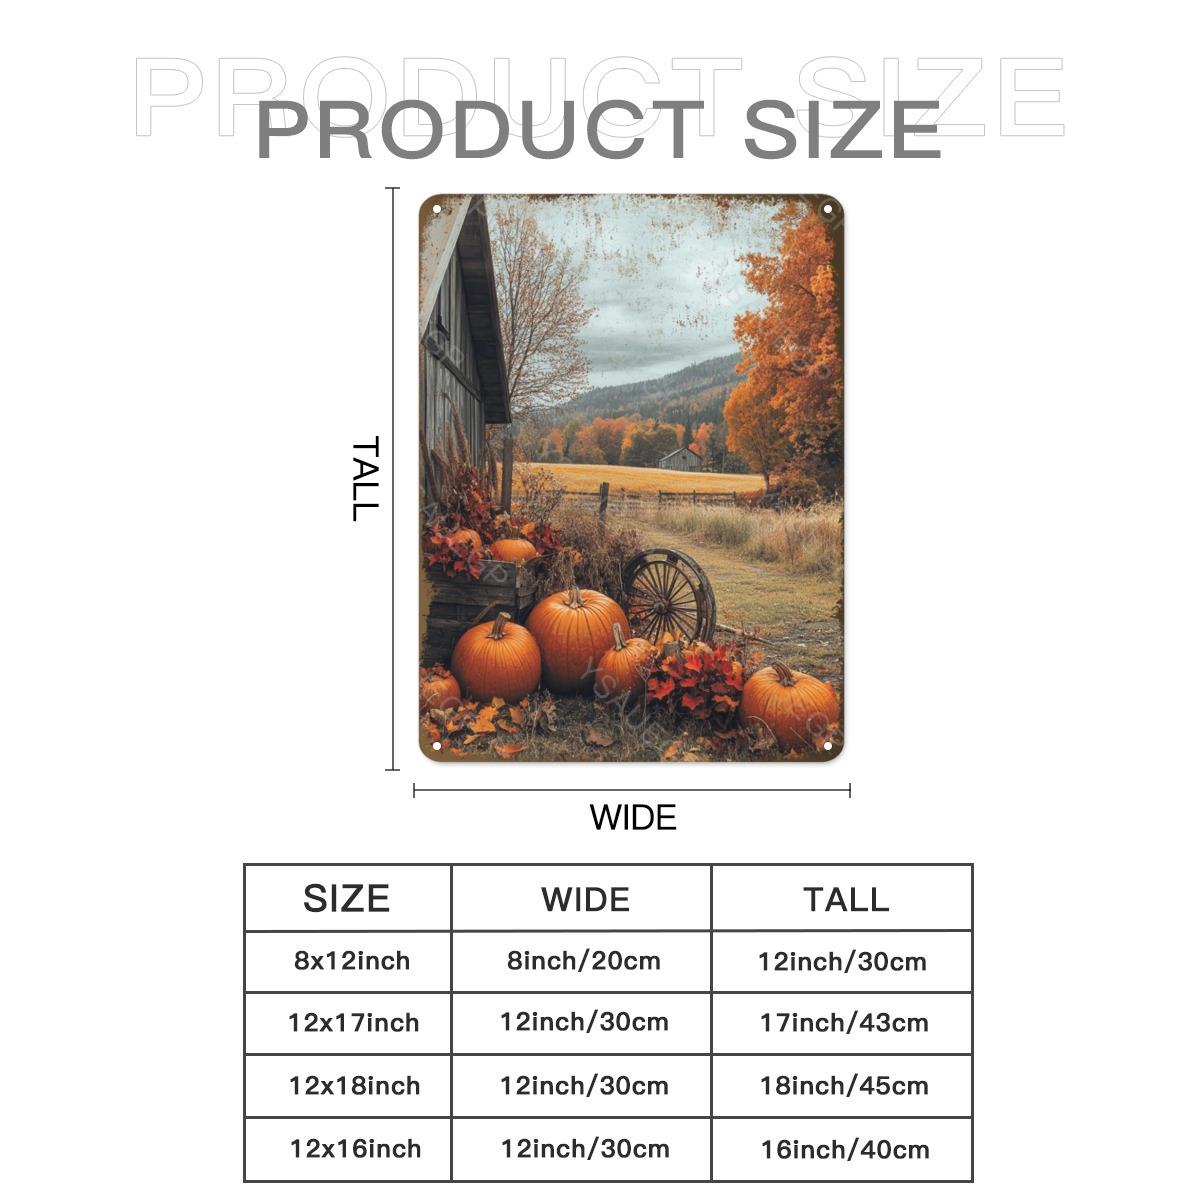 PRODUCT SIZE
PRODUCT SIZE
TALL
YSAUG
WIDE
SIZE WIDE TALL
8x12inch 8inch/20cm 12inch/30cm
12x17inch 12inch/30cm 17inch/43cm
12x18inch 12inch/30cm 18inch/45cm
12x16inch 12inch/30cm 16inch/40cm